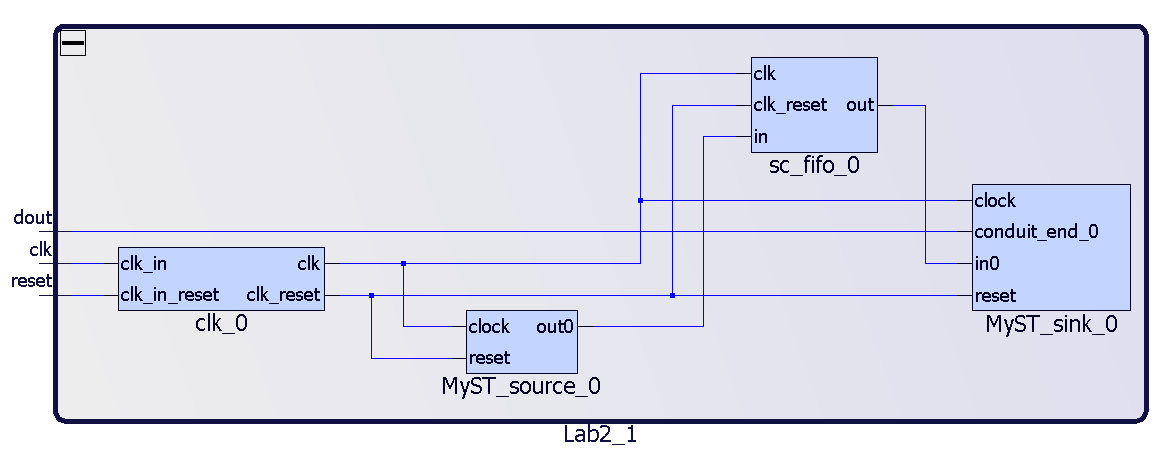 clk
clk_reset out
in
sc_fifo_0
clock
dout
conduit_end_0
clk
clk_in clk
in0
reset
clk_in_reset clk_reset
reset
clk_0
clock out0
MyST_sink_0
reset
MyST_source_0
Lab2_1